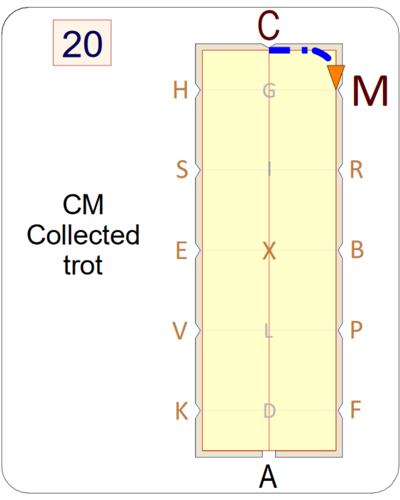 20
C
H G M
S I R
CM
Collected
trot
E X B
V L P
K D F
A